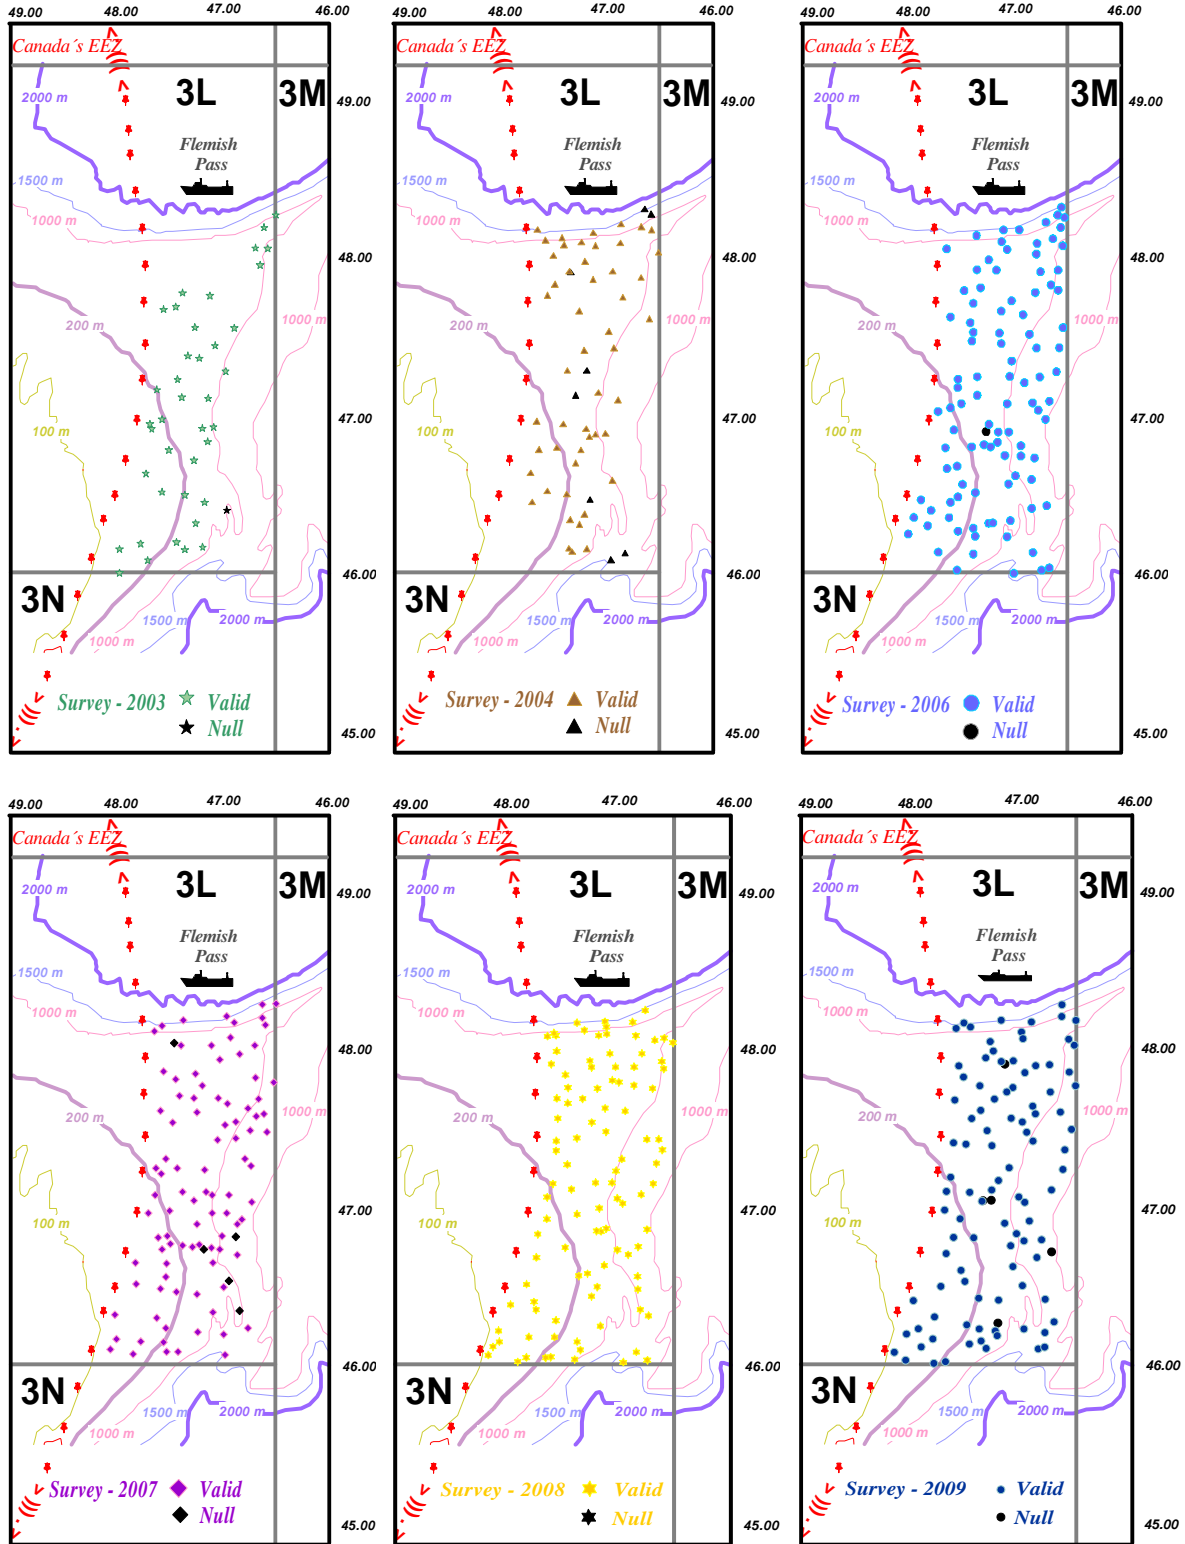 49.00 48.00 47.00 46.00
Canada´s EEZ
3L 3M
2000 m
49.00
Flemish
Pass
1500 m
1000 m
48.00
200 m
1000 m
100 m
47.00
46.00
3N
1500 m 2000 m
1000 m
Survey - 2003 Valid
Null
45.00
49.00 48.00 47.00 46.00
Canada´s EEZ
3L 3M
2000 m
49.00
Flemish
Pass
1500 m
1000 m
48.00
200 m
1000 m
100 m
47.00
46.00
3N
1500 m 2000 m
1000 m
Survey - 2004 Valid
Null
45.00
49.00 48.00 47.00 46.00
Canada´s EEZ
3L 3M
2000 m
49.00
Flemish
Pass
1500 m
1000 m
48.00
200 m
1000 m
100 m
47.00
46.00
3N
1500 m 2000 m
1000 m
Survey - 2006 Valid
Null
45.00
49.00 48.00 47.00 46.00
Canada´s EEZ
3L 3M
2000 m
49.00
Flemish
Pass
1500 m
1000 m
48.00
200 m
1000 m
100 m
47.00
46.00
3N
1500 m 2000 m
1000 m
Survey - 2007 Valid
Null
45.00
49.00 48.00 47.00 46.00
Canada´s EEZ
3L 3M
2000 m
49.00
Flemish
Pass
1500 m
1000 m
48.00
200 m
1000 m
100 m
47.00
46.00
3N
1500 m 2000 m
1000 m
Survey - 2008 Valid
Null
45.00
49.00 48.00 47.00 46.00
Canada´s EEZ
3L 3M
2000 m
49.00
Flemish
Pass
1500 m
1000 m
48.00
200 m
1000 m
100 m
47.00
46.00
3N
1500 m 2000 m
1000 m
Survey - 2009 Valid
Null
45.00